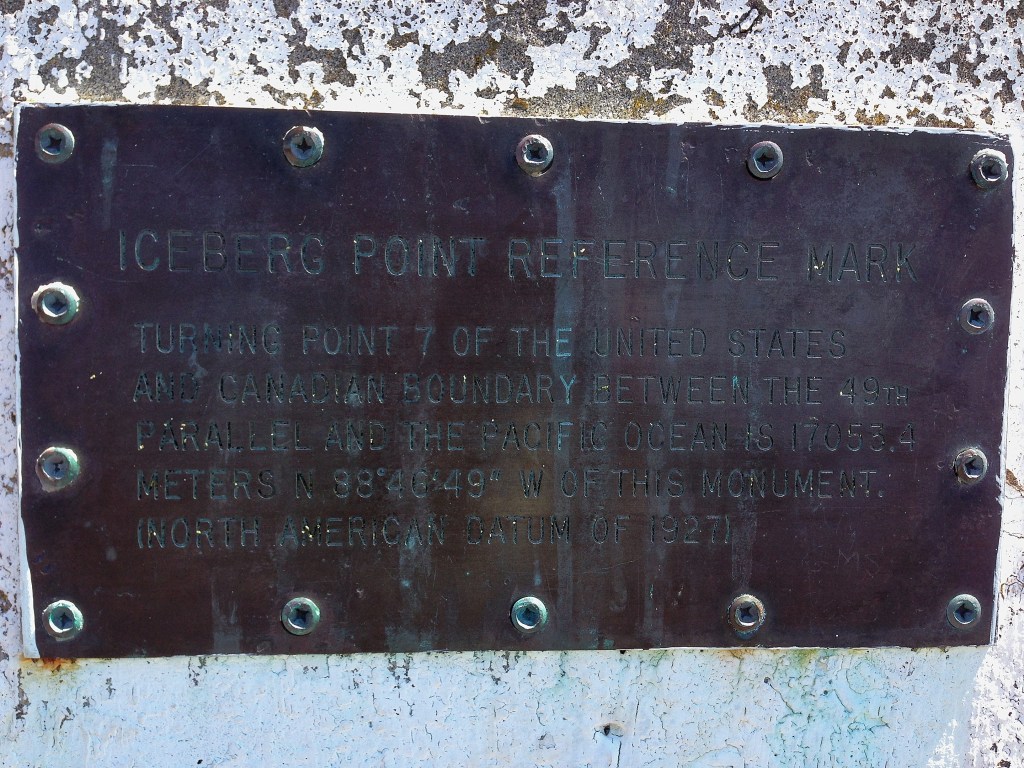 ICEBERG POINT REFERENCE MARK
TURNING POINT 7 OF THE UNITED STATES
AND CANADIAN BOUNDARY BETWEEN THE 49TH
PARALLEL AND THE PACIFIC OCEAN IS 17053.4
METERS N 88°46'49" W OF THIS MONUMENT.
(NORTH AMERICAN DATUM OF 1927)